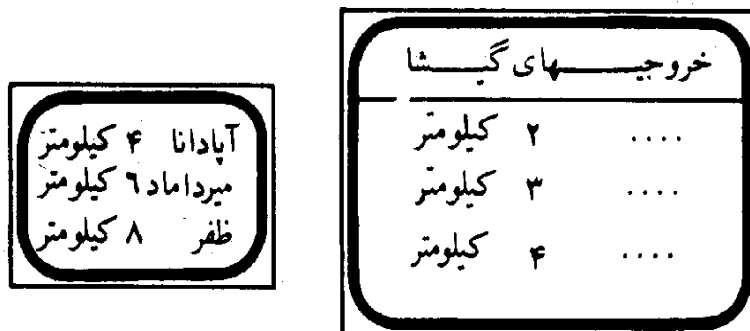 خروجیهای گیشا
.... ۲ کیلومتر
.... ۳ کیلومتر
.... ۴ کیلومتر
آپادانا ۴ کیلومتر
میرداماد ۶ کیلومتر
ظفر ۸ کیلومتر